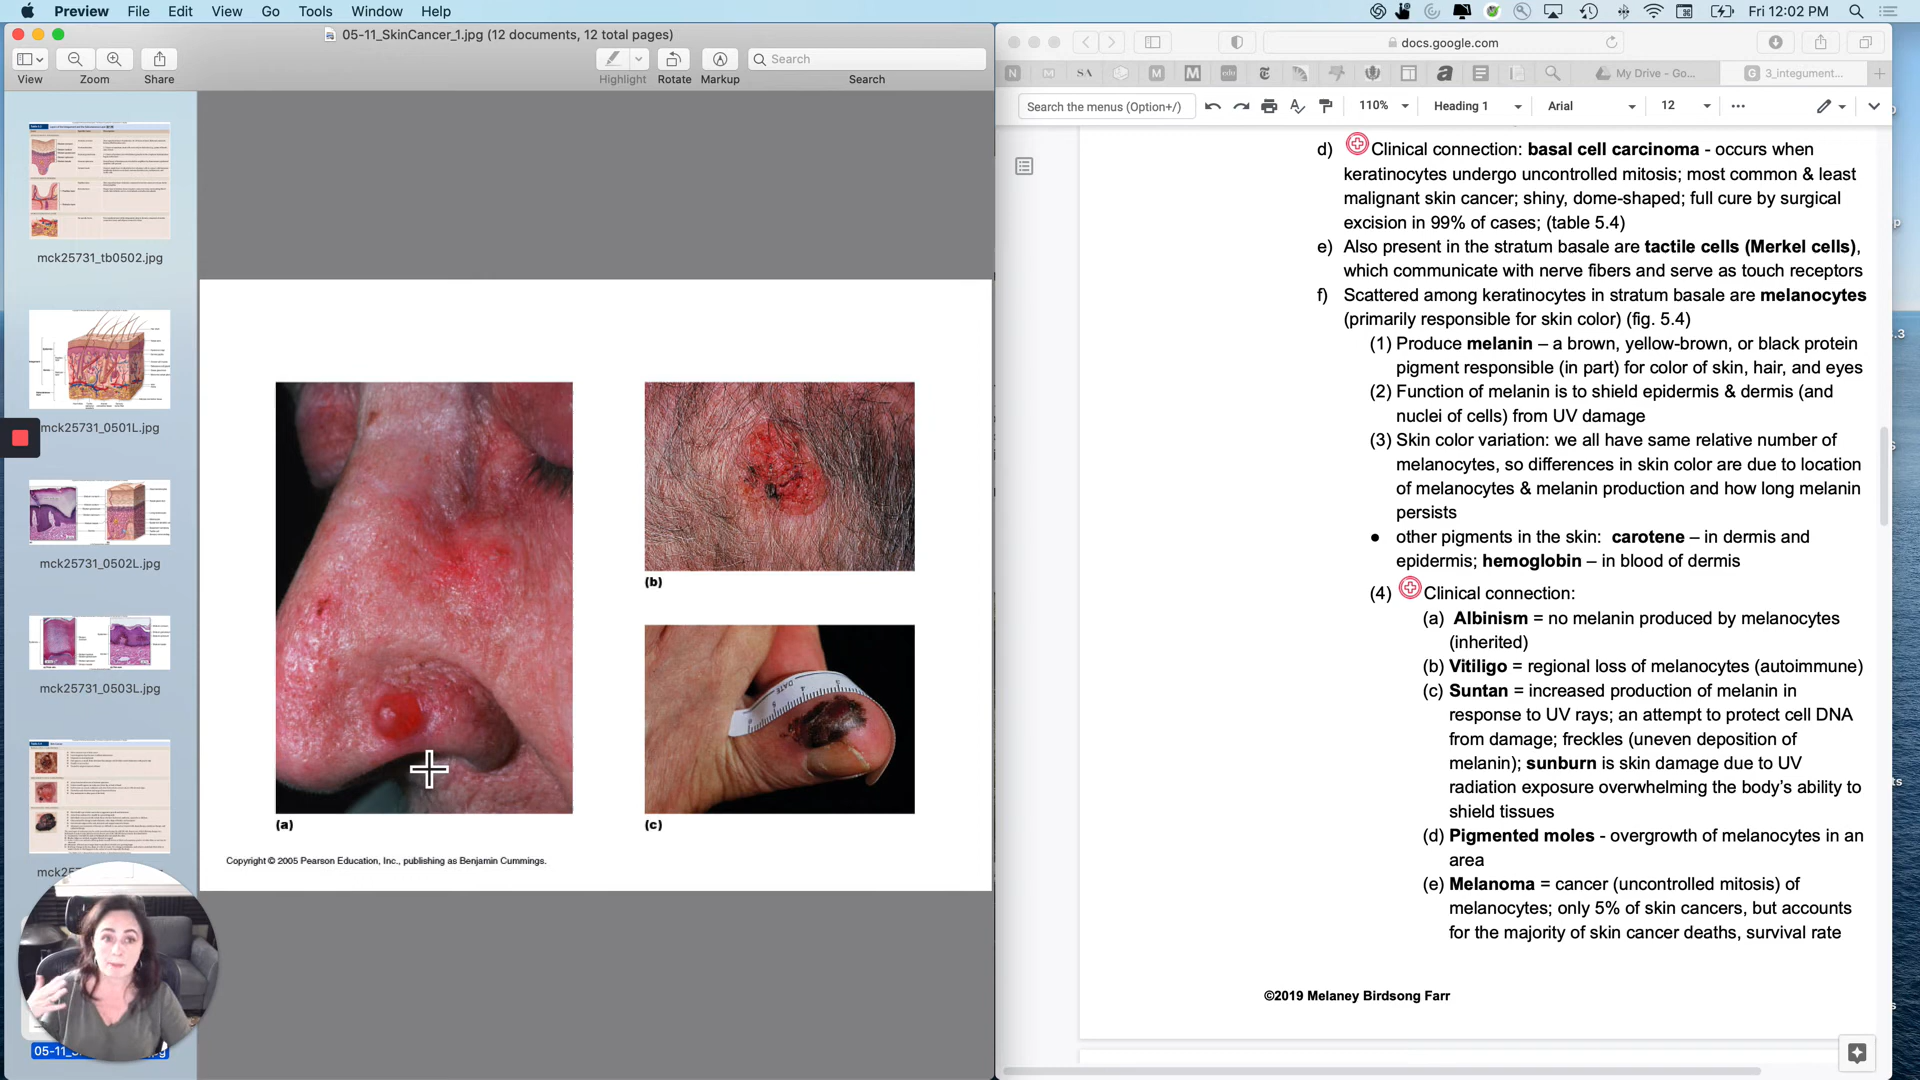 Preview File Edit View Go Tools Window Help
Fri 12:02 PM
05-11_SkinCancer_1.jpg (12 documents, 12 total pages)
View Zoom Share
Highlight Rotate Markup Search
Search
mck25731_tb0502.jpg
mck25731_0501L.jpg
mck25731_0502L.jpg
mck25731_0503L.jpg
(a)
(b)
(c)
Copyright © 2005 Pearson Education, Inc., publishing as Benjamin Cummings.
docs.google.com
My Drive - Go...
3_integument...
Search the menus (Option+/)
110% Heading 1 Arial 12
d) Clinical connection: basal cell carcinoma - occurs when
keratinocytes undergo uncontrolled mitosis; most common & least
malignant skin cancer; shiny, dome-shaped; full cure by surgical
excision in 99% of cases; (table 5.4)
e) Also present in the stratum basale are tactile cells (Merkel cells),
which communicate with nerve fibers and serve as touch receptors
f) Scattered among keratinocytes in stratum basale are melanocytes
(primarily responsible for skin color) (fig. 5.4)
(1) Produce melanin – a brown, yellow-brown, or black protein
pigment responsible (in part) for color of skin, hair, and eyes
(2) Function of melanin is to shield epidermis & dermis (and
nuclei of cells) from UV damage
(3) Skin color variation: we all have same relative number of
melanocytes, so differences in skin color are due to location
of melanocytes & melanin production and how long melanin
persists
● other pigments in the skin: carotene – in dermis and
epidermis; hemoglobin – in blood of dermis
(4) Clinical connection:
(a) Albinism = no melanin produced by melanocytes
(inherited)
(b) Vitiligo = regional loss of melanocytes (autoimmune)
(c) Suntan = increased production of melanin in
response to UV rays; an attempt to protect cell DNA
from damage; freckles (uneven deposition of
melanin); sunburn is skin damage due to UV
radiation exposure overwhelming the body's ability to
shield tissues
(d) Pigmented moles - overgrowth of melanocytes in an
area
(e) Melanoma = cancer (uncontrolled mitosis) of
melanocytes; only 5% of skin cancers, but accounts
for the majority of skin cancer deaths, survival rate
©2019 Melaney Birdsong Farr